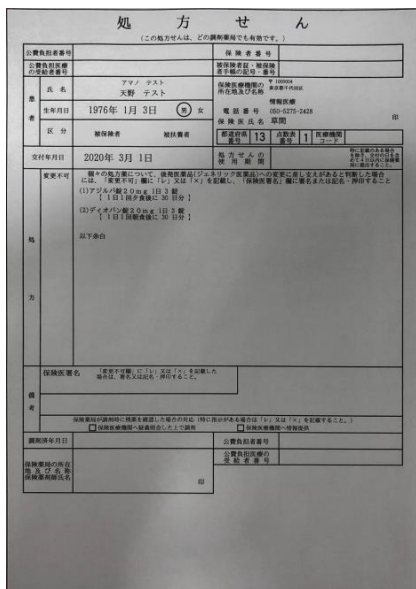 処方せん
(この処方せんは、どの調剤薬局でも有効です。)
公費負担者番号
保険者番号
公費負担医療の受給者番号
被保険者証・被保険者手帳の記号・番号
患者
氏名
アマノ テスト
天野 テスト
生年月日
1976年 1月 3日
男 女
区分
被保険者
被扶養者
保険医療機関の所在地及び名称
〒 1000004
東京都千代田区
情報医療
電話番号 050-5275-2428
保険医氏名 草間
印
都道府県番号 13
点数表番号 1
医療機関コード
交付年月日
2020年 3月 1日
処方せんの使用期間
処方
変更不可
個々の処方薬について、後発医薬品(ジェネリック医薬品)への変更に差し支えがあると判断した場合には、「変更不可」欄に「レ」又は「×」を記載し、「保険医署名」欄に署名または記名・押印すること
(1)アジルバ錠20mg 1日 3 錠
【 1日1回夕食後に 30 日分 】
(2)ディオバン錠20mg 1日 3 錠
【 1日1回朝食後に 30 日分 】
以下余白
備考
保険医署名
「変更不可欄」に「レ」又は「×」を記載した
場合は、署名又は記名・押印すること。
保険薬局が調剤時に残薬を確認した場合の対応 (特に指示がある場合は「レ」又は「×」を記載すること。)
保険医療機関へ疑義照会した上で調剤
保険医療機関へ情報提供
調剤済年月日
公費負担者番号
保険薬局の所在地及び名称
保険薬剤師氏名
印
公費負担医療の受給者番号